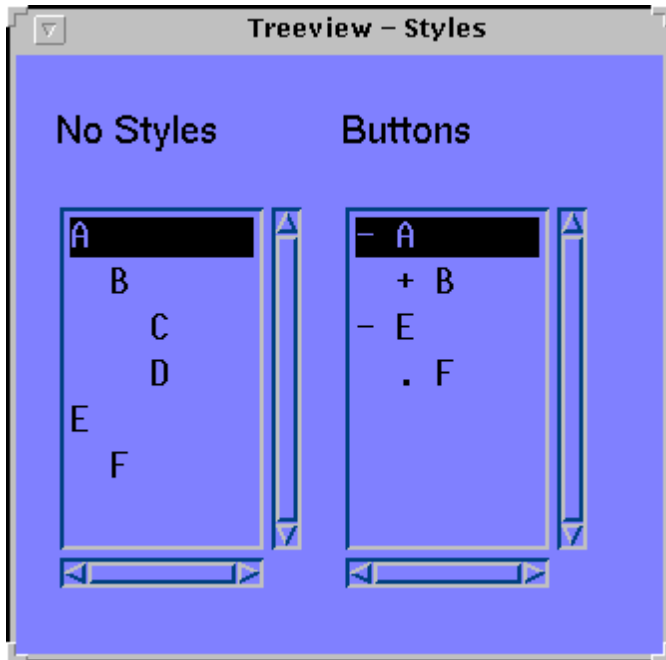 Treeview – Styles
No Styles
A
B
C
D
E
F
Buttons
- A
+ B
- E
. F